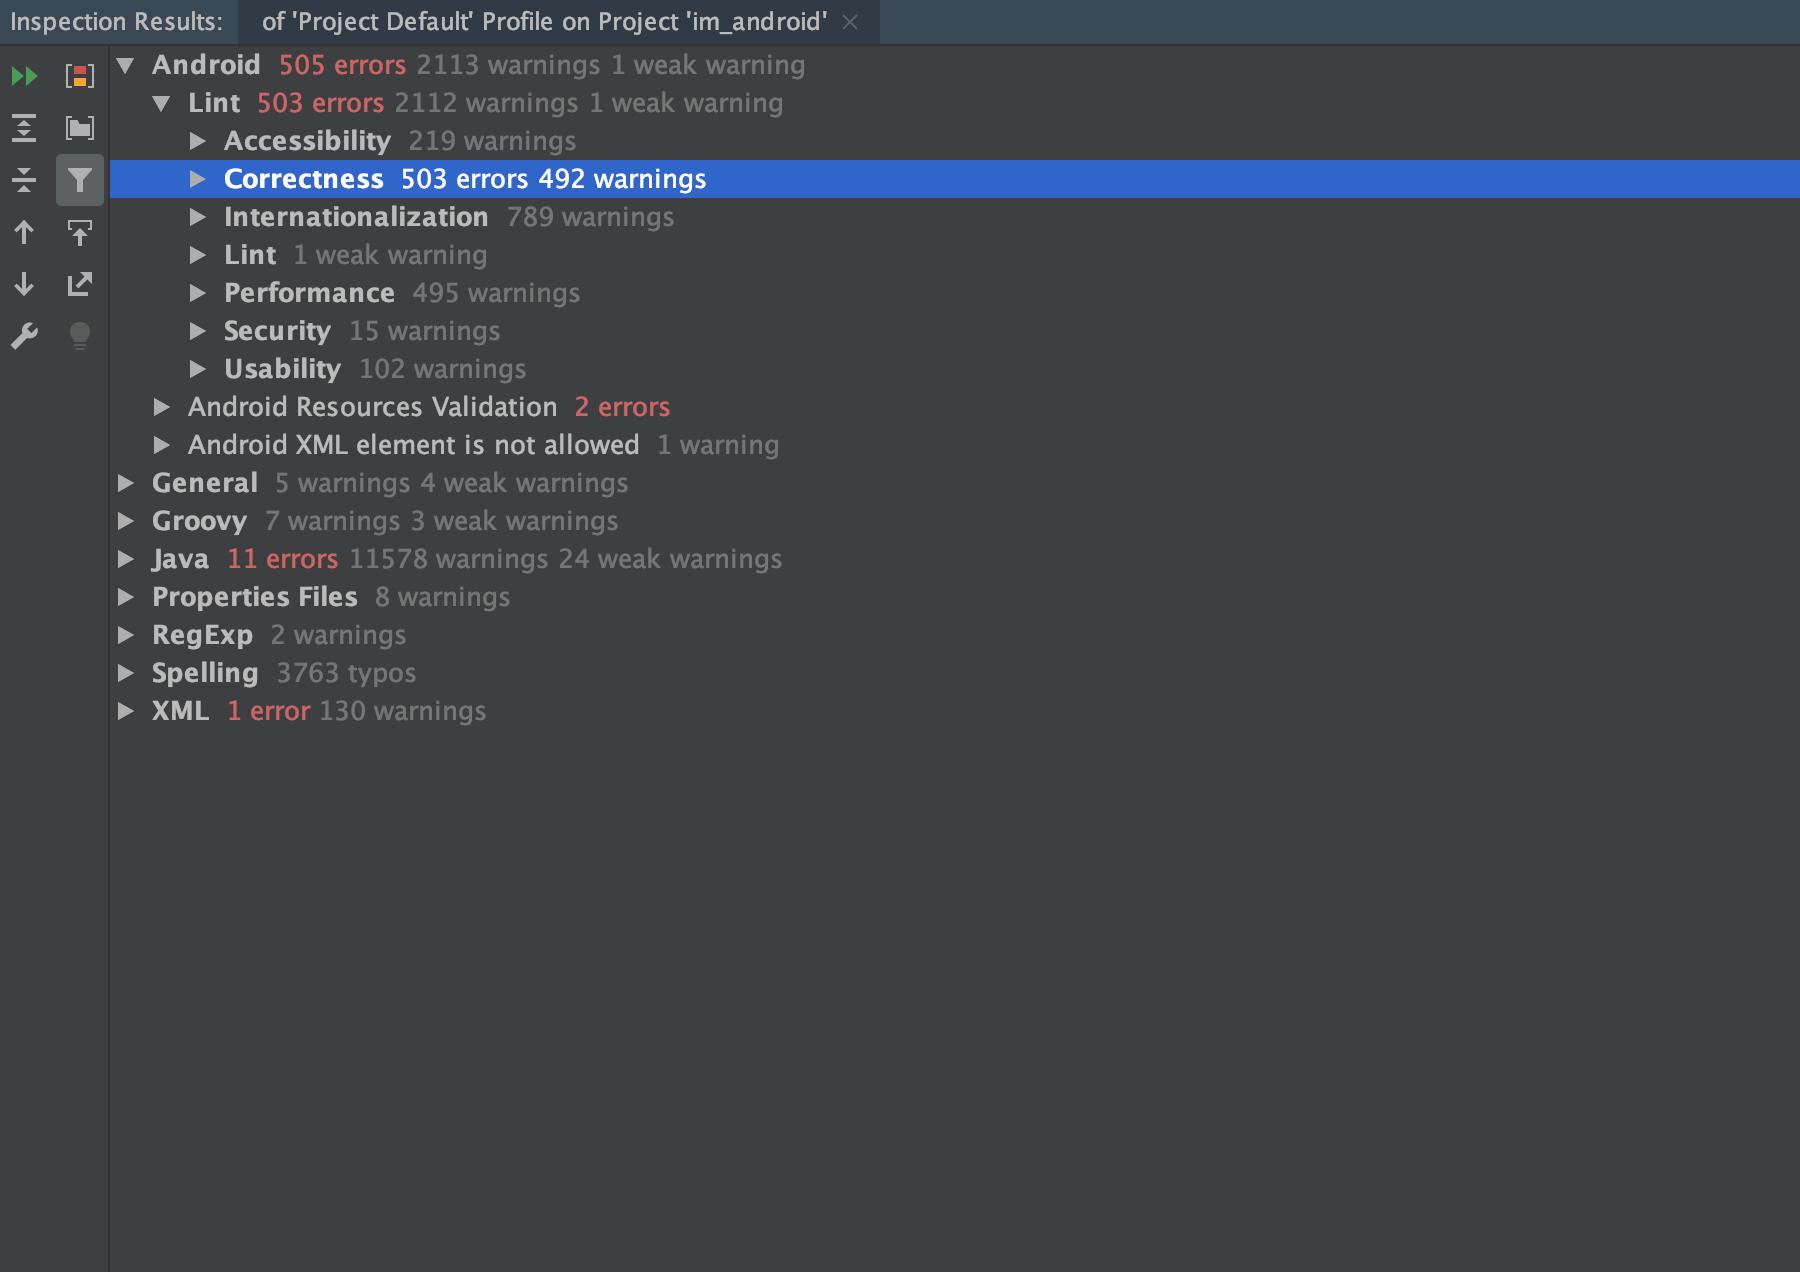 Inspection Results: of 'Project Default' Profile on Project 'im_android'
Android 505 errors 2113 warnings 1 weak warning
Lint 503 errors 2112 warnings 1 weak warning
Accessibility 219 warnings
Correctness 503 errors 492 warnings
Internationalization 789 warnings
Lint 1 weak warning
Performance 495 warnings
Security 15 warnings
Usability 102 warnings
Android Resources Validation 2 errors
Android XML element is not allowed 1 warning
General 5 warnings 4 weak warnings
Groovy 7 warnings 3 weak warnings
Java 11 errors 11578 warnings 24 weak warnings
Properties Files 8 warnings
RegExp 2 warnings
Spelling 3763 typos
XML 1 error 130 warnings